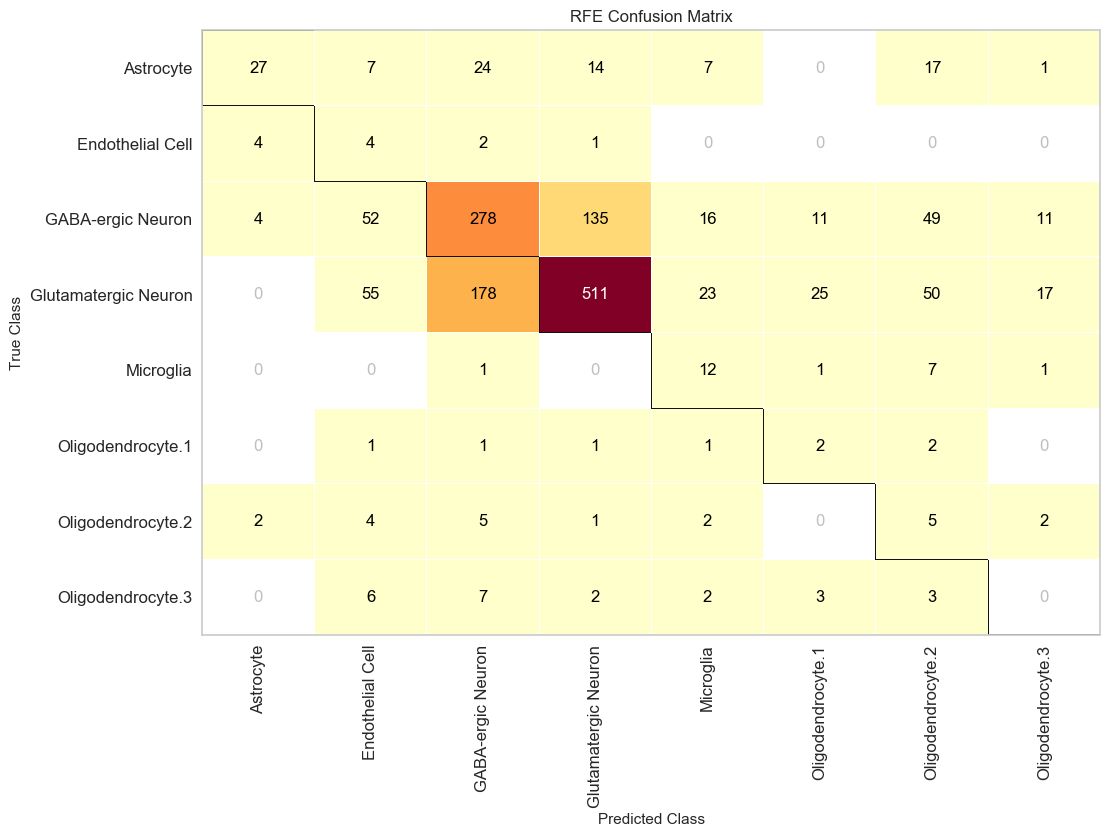 RFE Confusion Matrix
True Class
Astrocyte 27 7 24 14 7 0 17 1
Endothelial Cell 4 4 2 1 0 0 0 0
GABA-ergic Neuron 4 52 278 135 16 11 49 11
Glutamatergic Neuron 0 55 178 511 23 25 50 17
Microglia 0 0 1 0 12 1 7 1
Oligodendrocyte.1 0 1 1 1 1 2 2 0
Oligodendrocyte.2 2 4 5 1 2 0 5 2
Oligodendrocyte.3 0 6 7 2 2 3 3 0
Astrocyte
Endothelial Cell
GABA-ergic Neuron
Glutamatergic Neuron
Microglia
Oligodendrocyte.1
Oligodendrocyte.2
Oligodendrocyte.3
Predicted Class